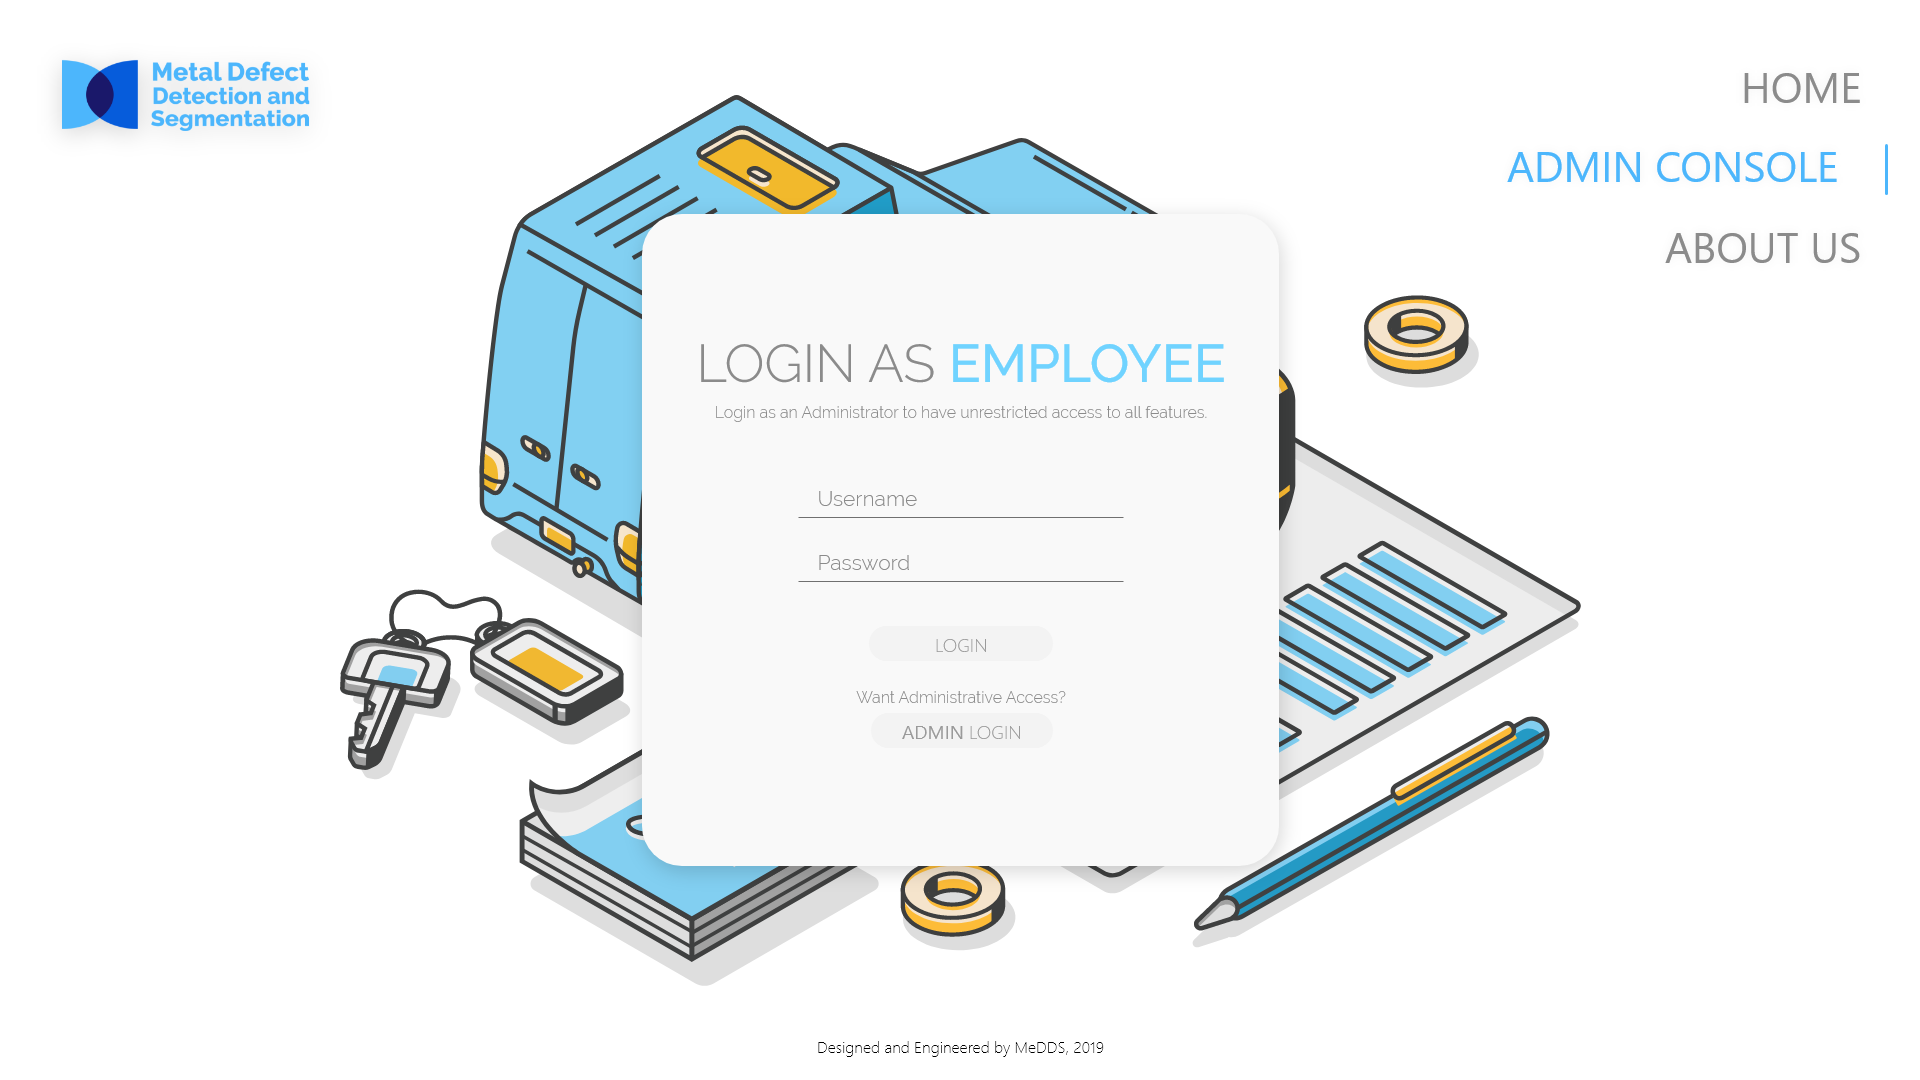 Metal Defect
Detection and
Segmentation
HOME
ADMIN CONSOLE
ABOUT US
LOGIN AS EMPLOYEE
Login as an Administrator to have unrestricted access to all features.
Username
Password
LOGIN
Want Administrative Access?
ADMIN LOGIN
Designed and Engineered by MeDDS, 2019